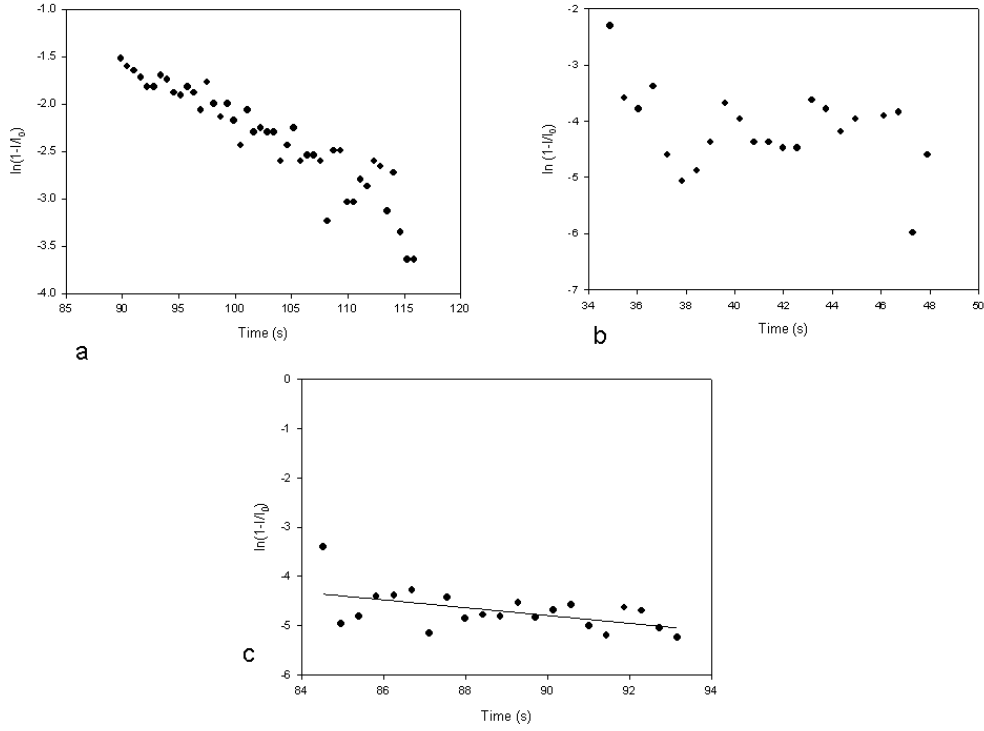 -1.0
-1.5
-2.0
-2.5
-3.0
-3.5
-4.0
ln(1-I/I₀)
85 90 95 100 105 110 115 120
Time (s)
a
-2
-3
-4
-5
-6
-7
ln (1-I/I₀)
34 36 38 40 42 44 46 48 50
Time (s)
b
0
-1
-2
-3
-4
-5
-6
ln(1-I/I₀)
84 86 88 90 92 94
Time (s)
c